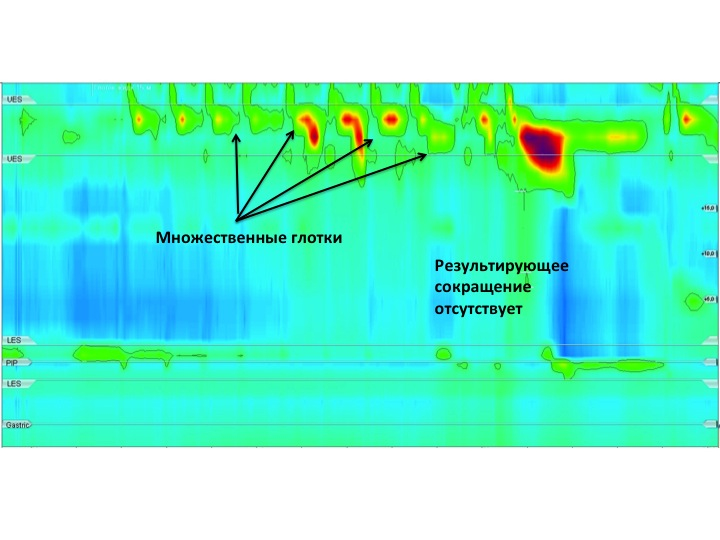 UES
UES
Множественные глотки
Результирующее
сокращение
отсутствует
LES
PIP
LES
Gastric